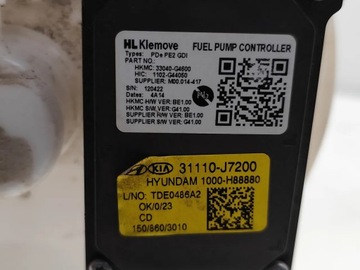 HL Klemove FUEL PUMP CONTROLLER
Types: PDe PE2 GDI
PART NO.
HKMC: 33040-G4600
HIC: 1102-G44050
SUPPLIER: M00.014-417
S/N: 120422
Dates: 4A14
HKMC H/W VER: BE1.00
HKMC S/W VER: G41.00
SUPPLIER H/W VER: BE1.00
SUPPLIER S/W VER: G41.00
KIA 31110-J7200
HYUNDAM 1000-H88880
L/NO: TDE0486A2
OK/0/23
CD
150/860/3010